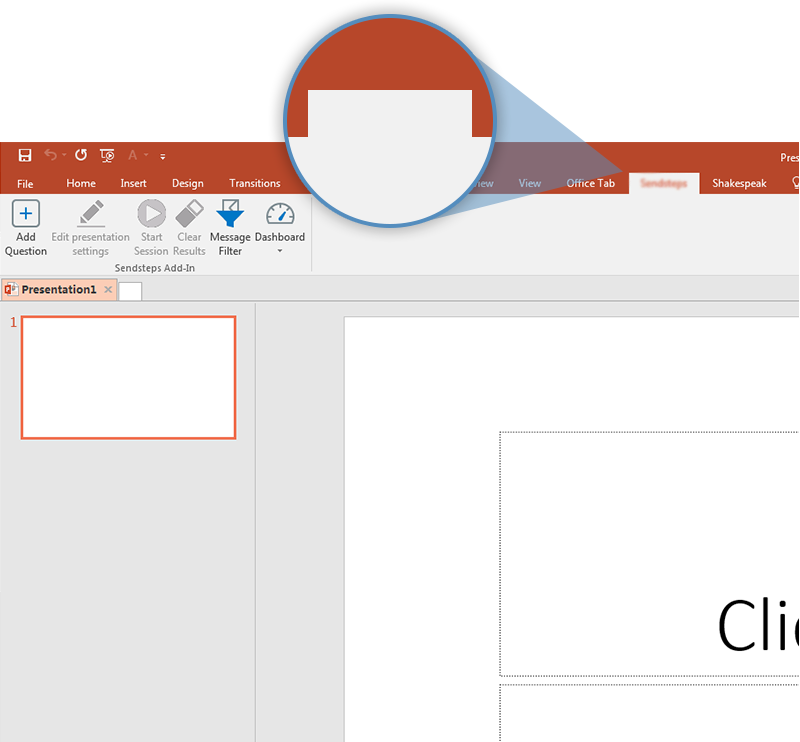 Pres
File Home Insert Design Transitions iew View Office Tab Sendsteps Shakespeak
Add Question
Edit presentation settings
Start Session
Clear Results
Message Filter
Dashboard
Sendsteps Add-In
Presentation1
1
Clic